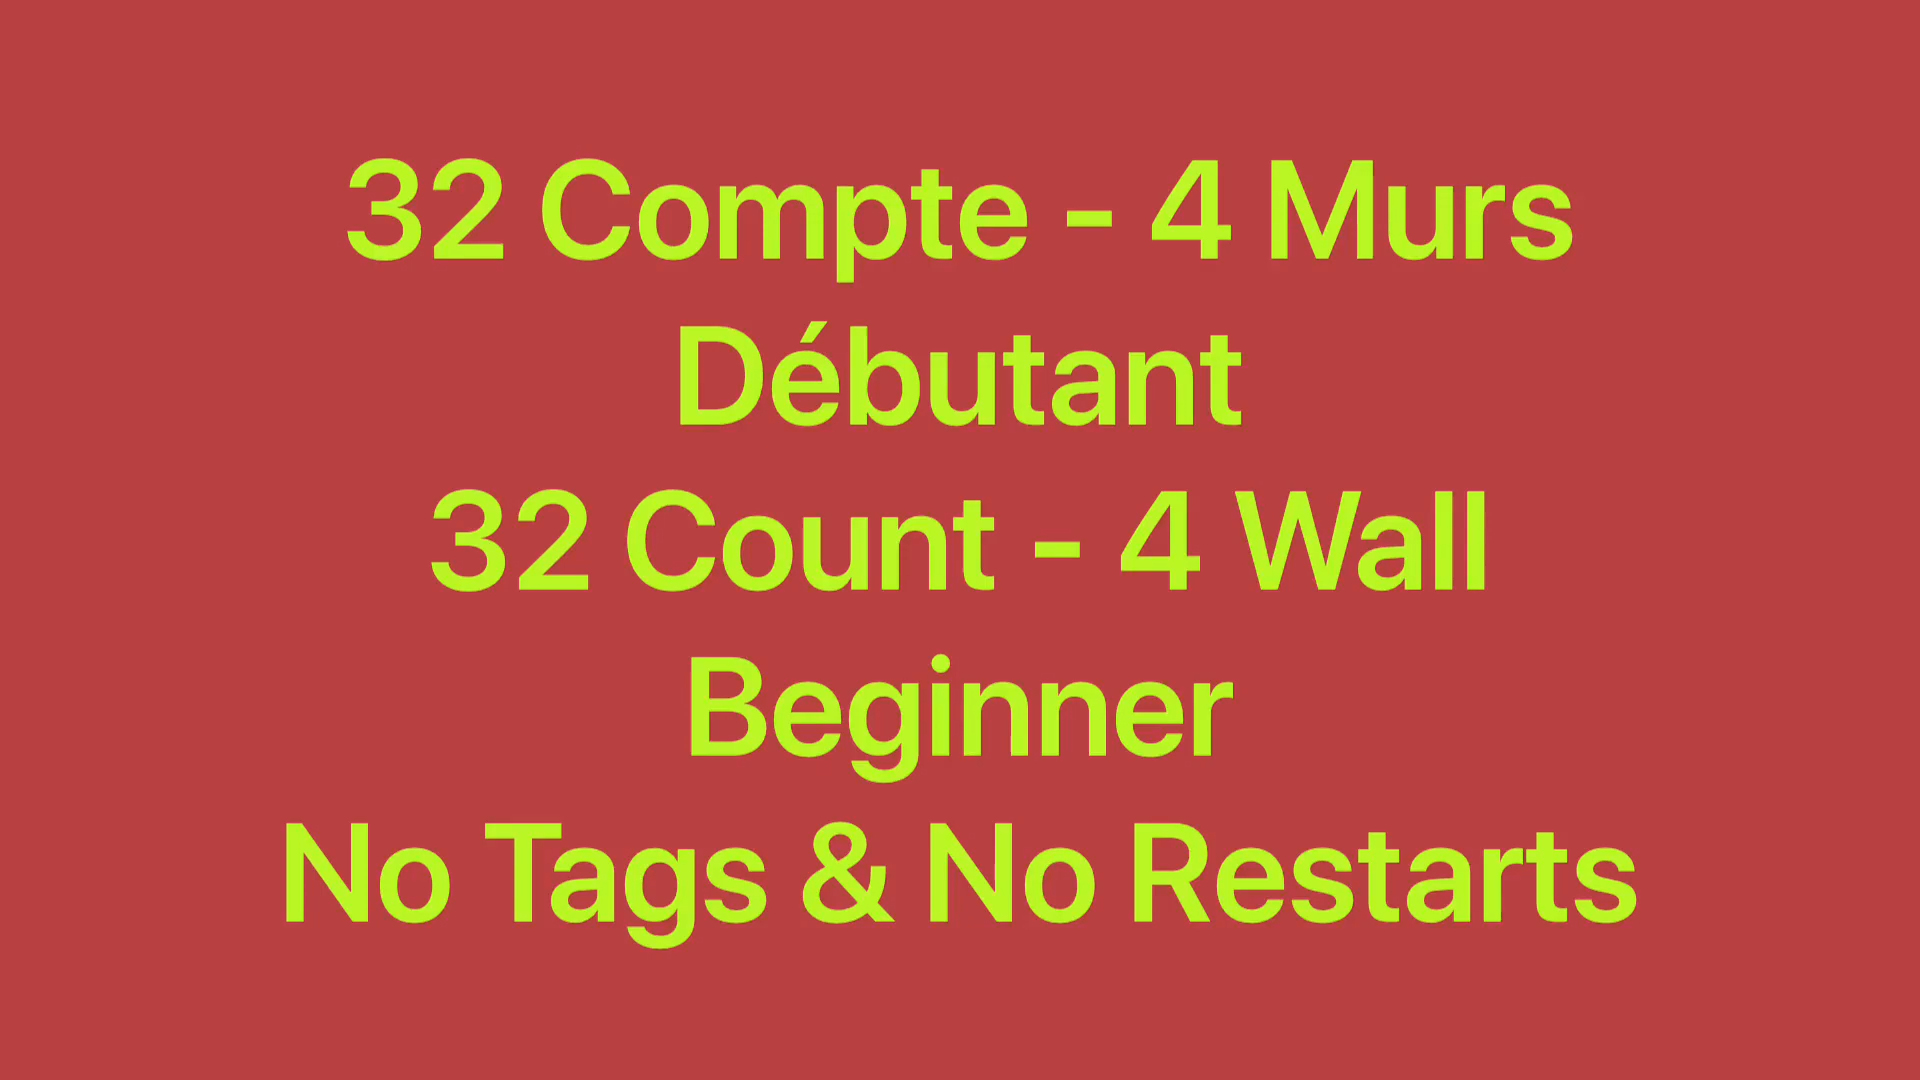 32 Compte - 4 Murs
Débutant
32 Count - 4 Wall
Beginner
No Tags & No Restarts